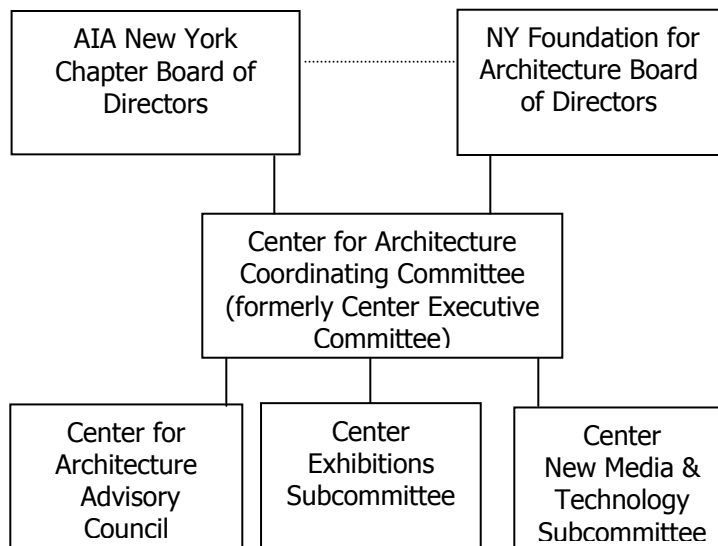 AIA New York
Chapter Board of
Directors
NY Foundation for
Architecture Board
of Directors
Center for Architecture
Coordinating Committee
(formerly Center Executive
Committee)
Center for
Architecture
Advisory
Council
Center
Exhibitions
Subcommittee
Center
New Media &
Technology
Subcommittee